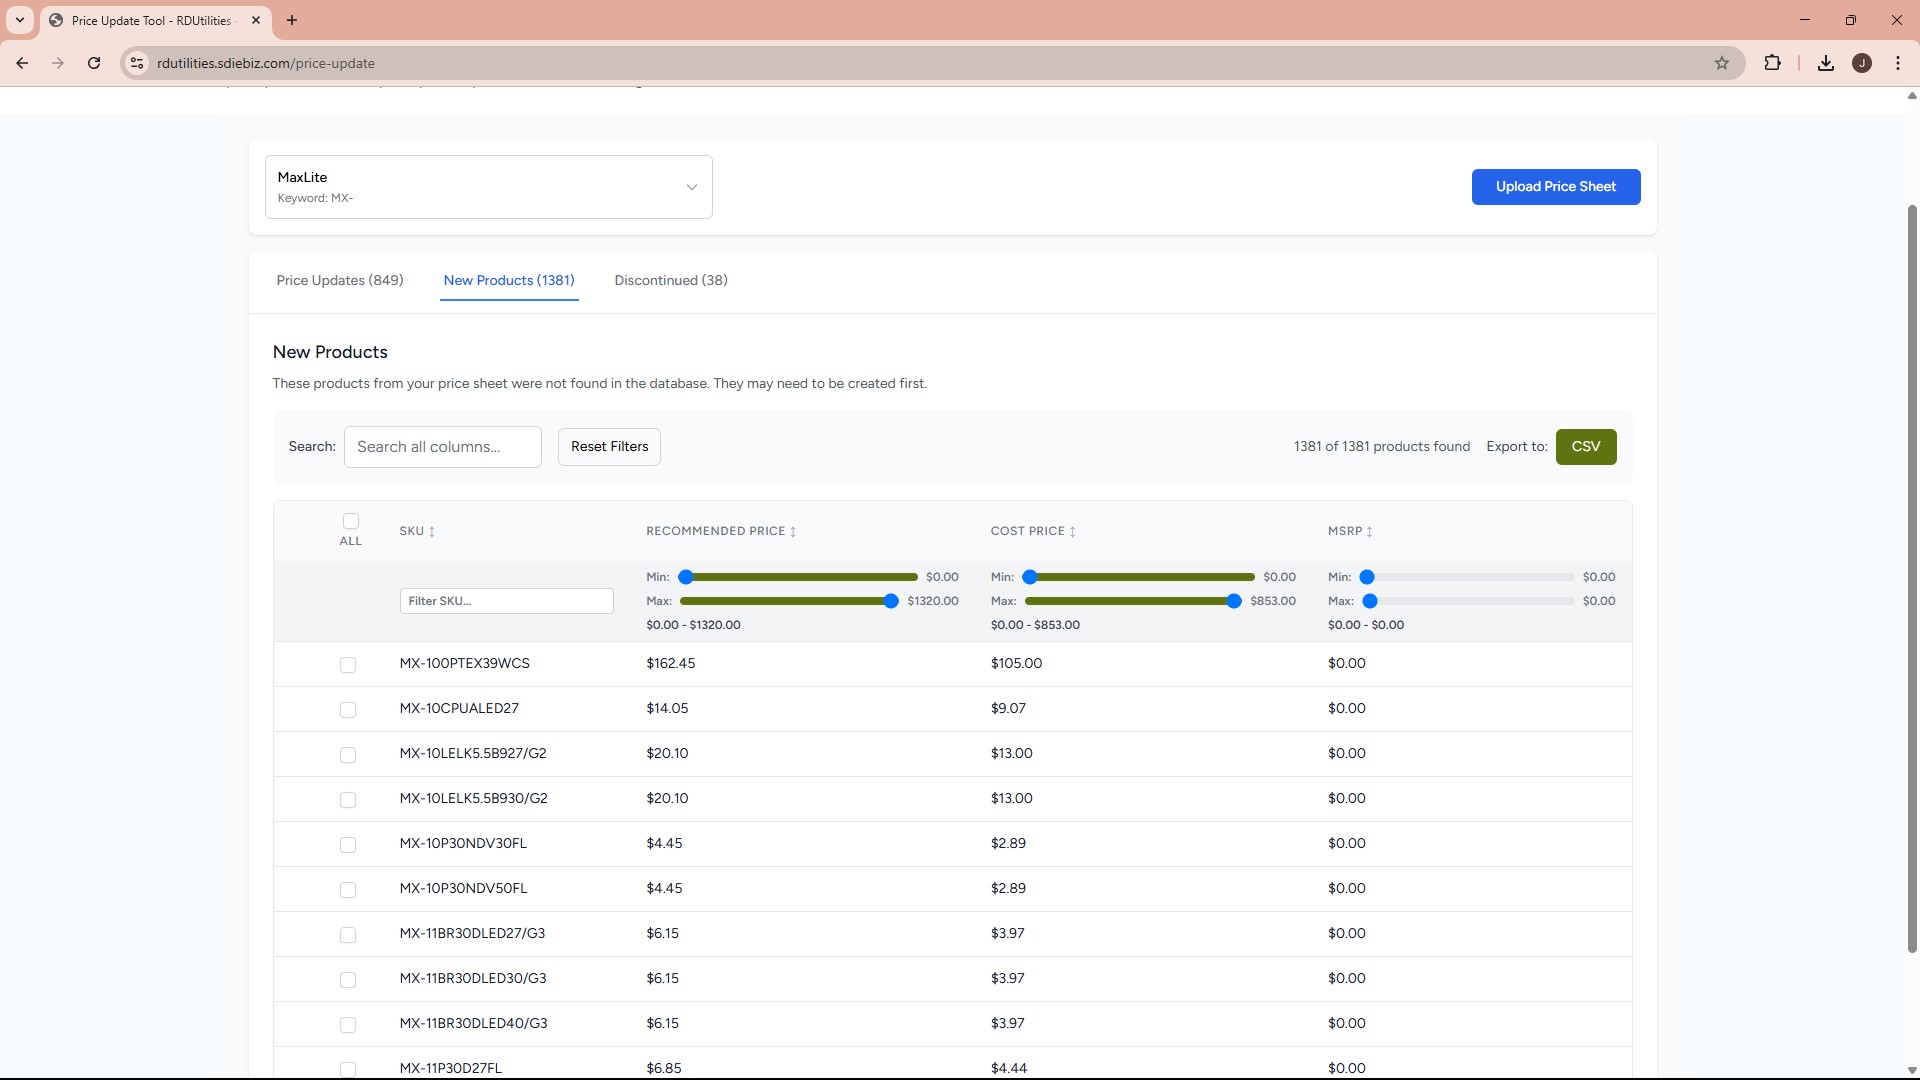 Price Update Tool - RDUtilities
rdutilities.sdiebiz.com/price-update
J
MaxLite
Keyword: MX-
Upload Price Sheet
Price Updates (849)
New Products (1381)
Discontinued (38)
New Products
These products from your price sheet were not found in the database. They may need to be created first.
Search: Search all columns... Reset Filters 1381 of 1381 products found Export to: CSV
ALL SKU RECOMMENDED PRICE COST PRICE MSRP
Min: $0.00 Min: $0.00 Min: $0.00
Filter SKU... Max: $1320.00 Max: $853.00 Max: $0.00
$0.00 - $1320.00 $0.00 - $853.00 $0.00 - $0.00
MX-100PTEX39WCS $162.45 $105.00 $0.00
MX-10CPUALED27 $14.05 $9.07 $0.00
MX-10LELK5.5B927/G2 $20.10 $13.00 $0.00
MX-10LELK5.5B930/G2 $20.10 $13.00 $0.00
MX-10P30NDV30FL $4.45 $2.89 $0.00
MX-10P30NDV50FL $4.45 $2.89 $0.00
MX-11BR30DLED27/G3 $6.15 $3.97 $0.00
MX-11BR30DLED30/G3 $6.15 $3.97 $0.00
MX-11BR30DLED40/G3 $6.15 $3.97 $0.00
MX-11P30D27FL $6.85 $4.44 $0.00